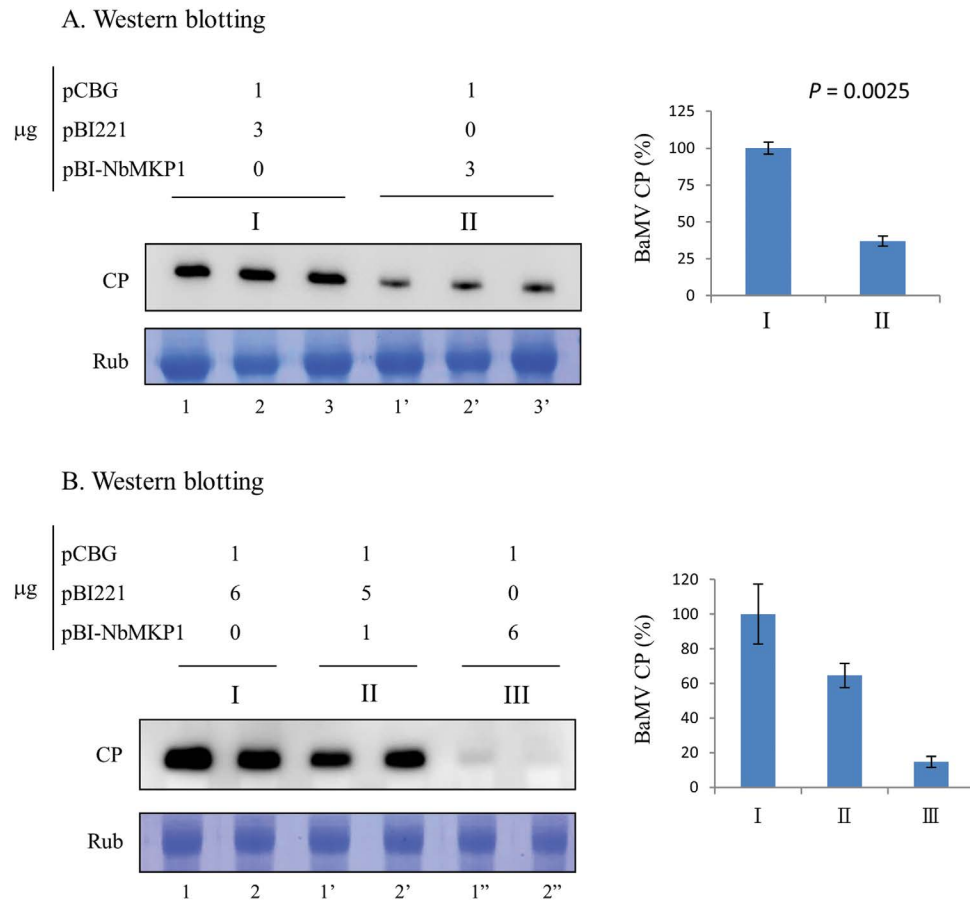 A. Western blotting
μg
pCBG 1 1
pBI221 3 0
pBI-NbMKP1 0 3
I II
CP
Rub
1 2 3 1’ 2’ 3’
P = 0.0025
BaMV CP (%)
125
100
75
50
25
0
I II
B. Western blotting
μg
pCBG 1 1 1
pBI221 6 5 0
pBI-NbMKP1 0 1 6
I II III
CP
Rub
1 2 1’ 2’ 1” 2”
BaMV CP (%)
120
100
80
60
40
20
0
I II III